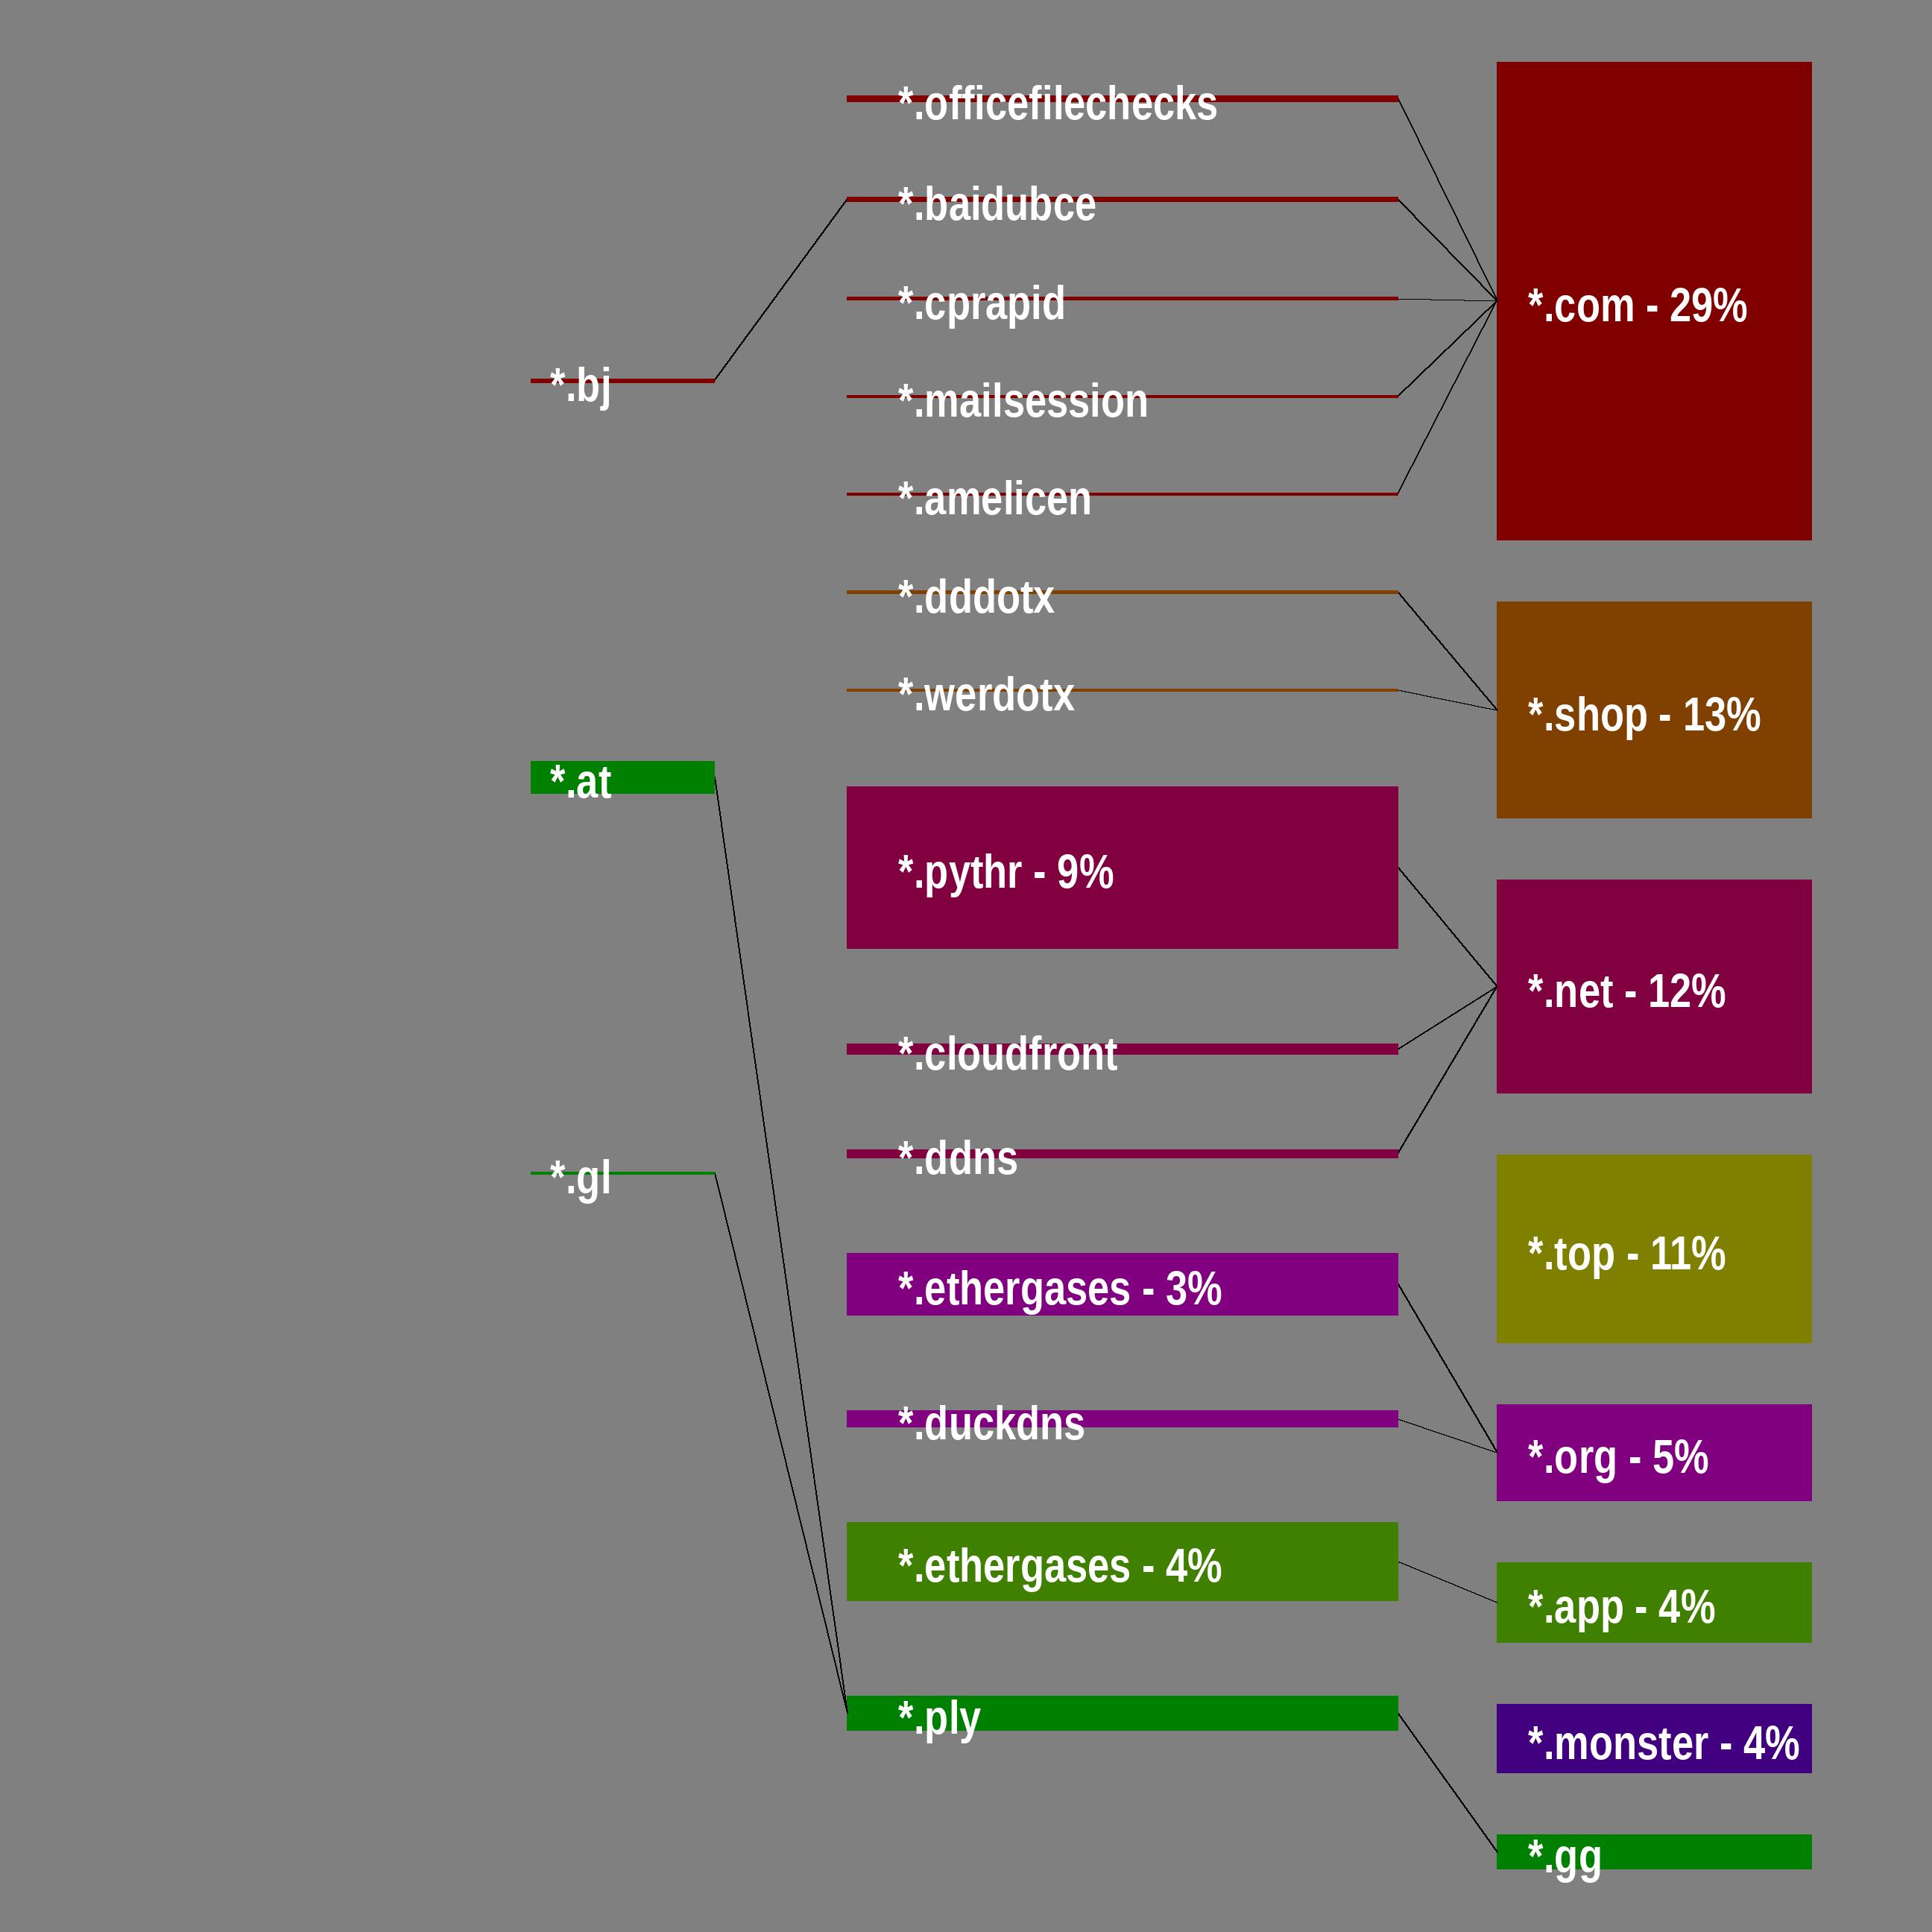 *.officefilechecks
*.baidubce
*.cprapid
*.com - 29%
*.bj
*.mailsession
*.amelicen
*.dddotx
*.werdotx
*.shop - 13%
*.at
*.pythr - 9%
*.net - 12%
*.cloudfront
*.ddns
*.gl
*.top - 11%
*.ethergases - 3%
*.duckdns
*.org - 5%
*.ethergases - 4%
*.app - 4%
*.ply
*.monster - 4%
*.gg